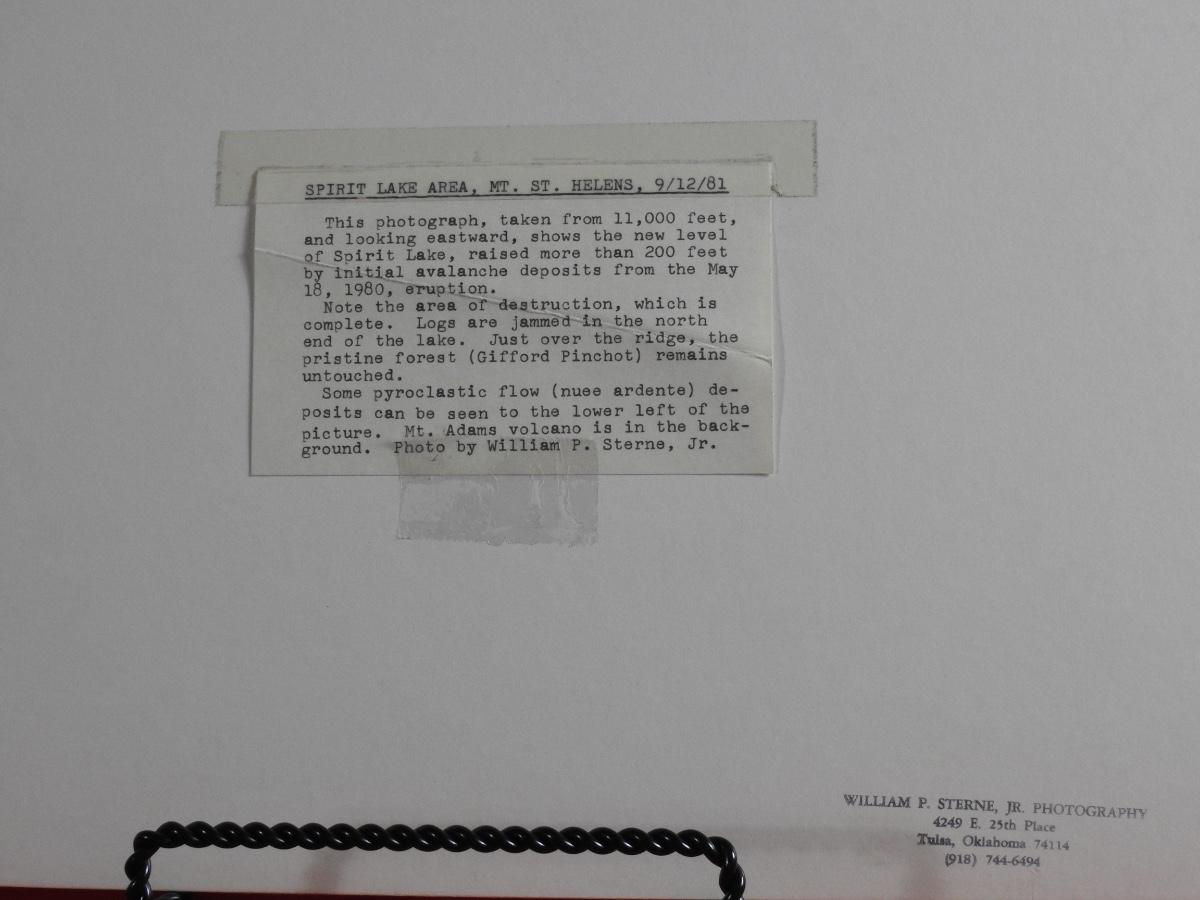 SPIRIT LAKE AREA, MT. ST. HELENS, 9/12/81
This photograph, taken from 11,000 feet,
and looking eastward, shows the new level
of Spirit Lake, raised more than 200 feet
by initial avalanche deposits from the May
18, 1980, eruption.
Note the area of destruction, which is
complete. Logs are jammed in the north
end of the lake. Just over the ridge, the
pristine forest (Gifford Pinchot) remains
untouched.
Some pyroclastic flow (nuee ardente) de-
posits can be seen to the lower left of the
picture. Mt. Adams volcano is in the back-
ground. Photo by William P. Sterne, Jr.
WILLIAM P. STERNE, JR. PHOTOGRAPHY
4249 E. 25th Place
Tulsa, Oklahoma 74114
(918) 744-6494